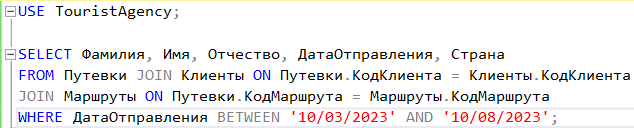 USE TouristAgency;
SELECT Фамилия, Имя, Отчество, ДатаОтправления, Страна
FROM Путевки JOIN Клиенты ON Путевки.КодКлиента = Клиенты.КодКлиента
JOIN Маршруты ON Путевки.КодМаршрута = Маршруты.КодМаршрута
WHERE ДатаОтправления BETWEEN '10/03/2023' AND '10/08/2023';